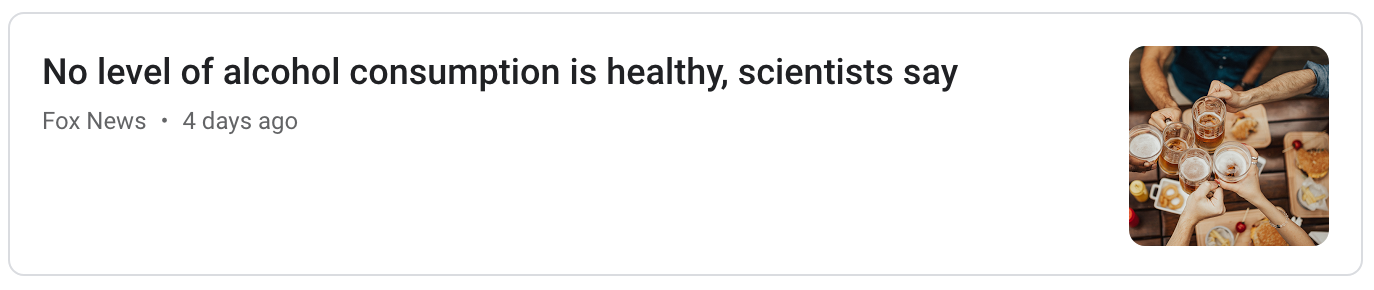 No level of alcohol consumption is healthy, scientists say
Fox News • 4 days ago